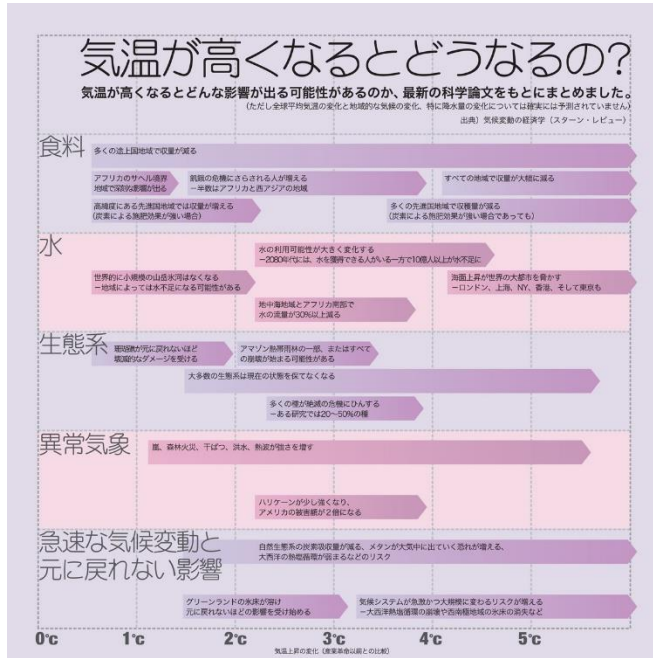 気温が高くなるとどうなるの?
気温が高くなるとどんな影響が出る可能性があるのか、最新の科学論文をもとにまとめました。
(ただし全球平均気温の変化と地域的な気候の変化、特に降水量の変化については確実には予測されていません)
出典)気候変動の経済学(スターン・レビュー)
食料
多くの途上国地域で収量が減る
アフリカのサヘル境界
地域で深刻な影響が出る
飢餓の危機にさらされる人が増える
−半数はアフリカと西アジアの地域
すべての地域で収量が大幅に減る
高緯度にある先進国地域では収量が増える
(炭素による施肥効果が強い場合)
多くの先進国地域で収穫量が減る
(炭素による施肥効果が強い場合であっても)
水
水の利用可能性が大きく変化する
−2080年代には、水を獲得できる人がいる一方で10億人以上が水不足に
世界的に小規模の山岳氷河はなくなる
−地域によっては水不足になる可能性がある
海面上昇が世界の大都市を脅かす
−ロンドン、上海、NY、香港、そして東京も
地中海地域とアフリカ南部で
水の流量が30%以上減る
生態系
珊瑚礁が元に戻れないほど
壊滅的なダメージを受ける
アマゾン熱帯雨林の一部、またはすべて
の崩壊が始まる可能性がある
大多数の生態系は現在の状態を保てなくなる
多くの種が絶滅の危機にひんする
−ある研究では20〜50%の種
異常気象
嵐、森林火災、干ばつ、洪水、熱波が強さを増す
ハリケーンが少し強くなり、
アメリカの被害額が2倍になる
急速な気候変動と
元に戻れない影響
自然生態系の炭素吸収量が減る、メタンが大気中に出ていく恐れが増える、
大西洋の熱塩循環が弱まるなどのリスク
グリーンランドの氷床が溶け
元に戻れないほどの影響を受け始める
気候システムが急激かつ大規模に変わるリスクが増える
−大西洋熱塩循環の崩壊や西南極地域の氷床の消失など
0℃ 1℃ 2℃ 3℃ 4℃ 5℃
気温上昇の変化(産業革命以前との比較)